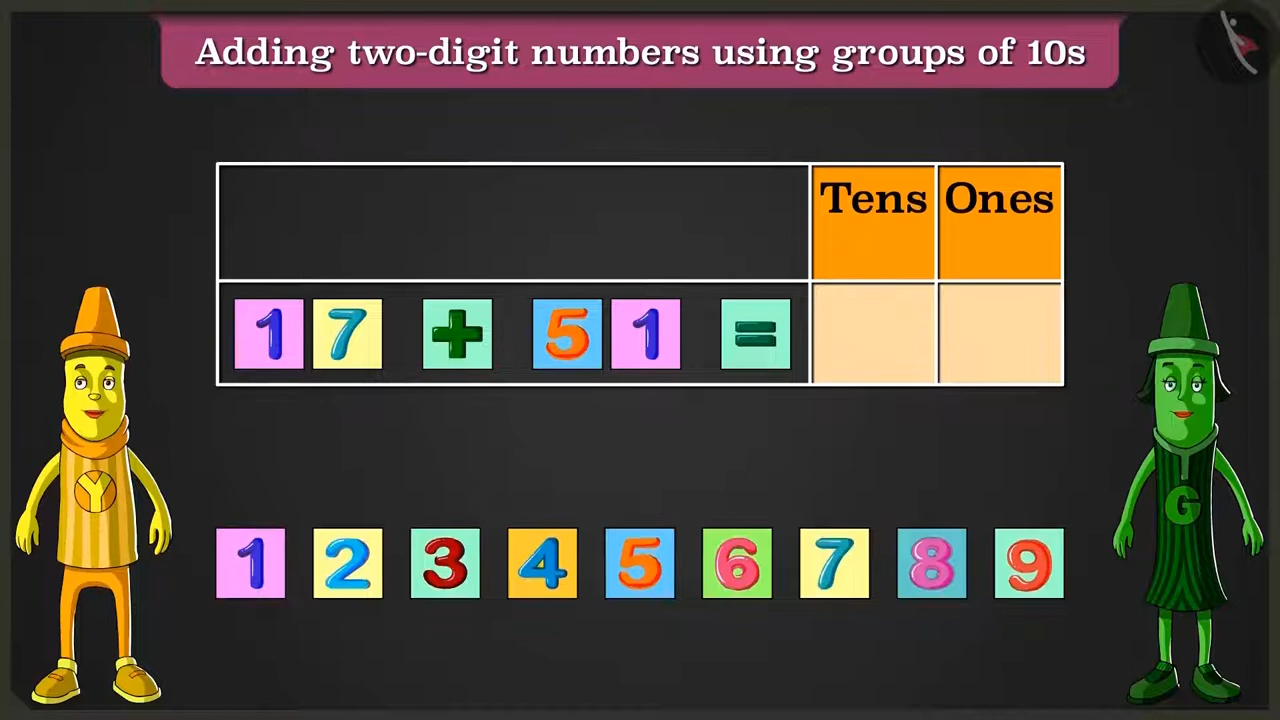 Adding two-digit numbers using groups of 10s
Tens Ones
17 + 51 =
Y
G
1 2 3 4 5 6 7 8 9